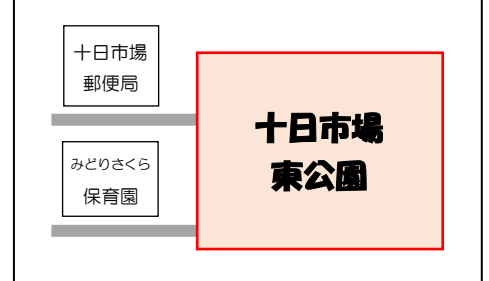 十日市場
郵便局
みどりさくら
保育園
十日市場
東公園